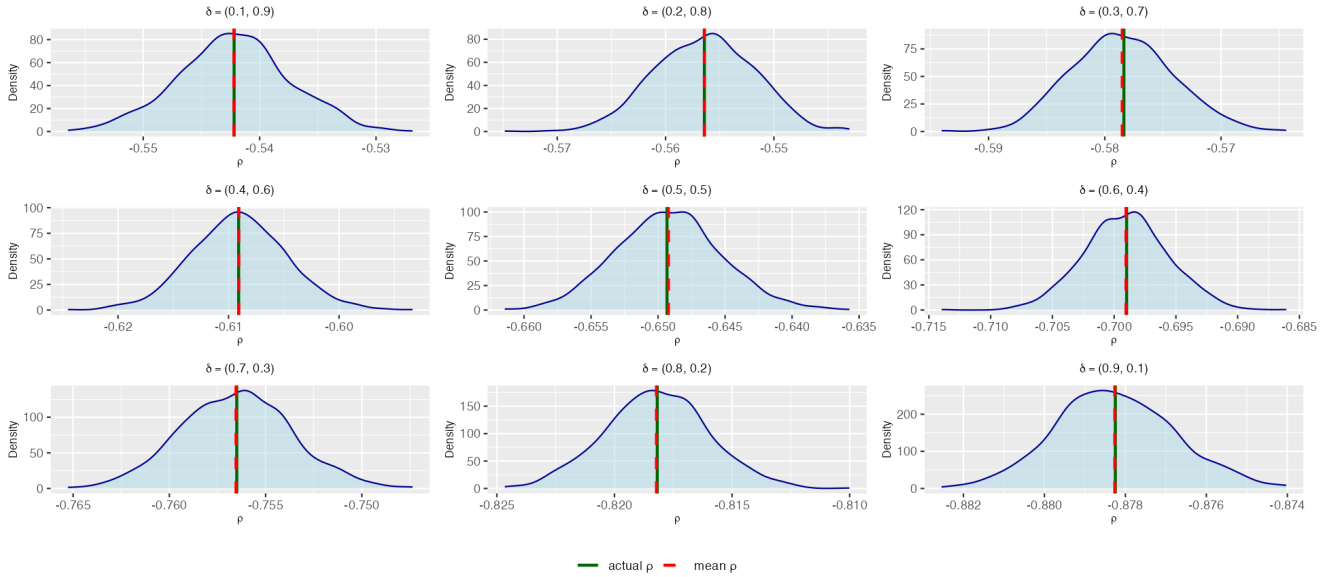 δ = (0.1, 0.9)
δ = (0.2, 0.8)
δ = (0.3, 0.7)
Density
80
60
40
20
0
-0.55
-0.54
-0.53
ρ
Density
80
60
40
20
0
-0.57
-0.56
-0.55
ρ
Density
75
50
25
0
-0.59
-0.58
-0.57
ρ
δ = (0.4, 0.6)
δ = (0.5, 0.5)
δ = (0.6, 0.4)
Density
100
75
50
25
0
-0.62
-0.61
-0.60
ρ
Density
100
75
50
25
0
-0.660
-0.655
-0.650
-0.645
-0.640
-0.635
ρ
Density
120
90
60
30
0
-0.715
-0.710
-0.705
-0.700
-0.695
-0.690
-0.685
ρ
δ = (0.7, 0.3)
δ = (0.8, 0.2)
δ = (0.9, 0.1)
Density
100
50
0
-0.765
-0.760
-0.755
-0.750
ρ
Density
150
100
50
0
-0.825
-0.820
-0.815
-0.810
ρ
Density
200
100
0
-0.882
-0.880
-0.878
-0.876
-0.874
ρ
actual ρ
mean ρ